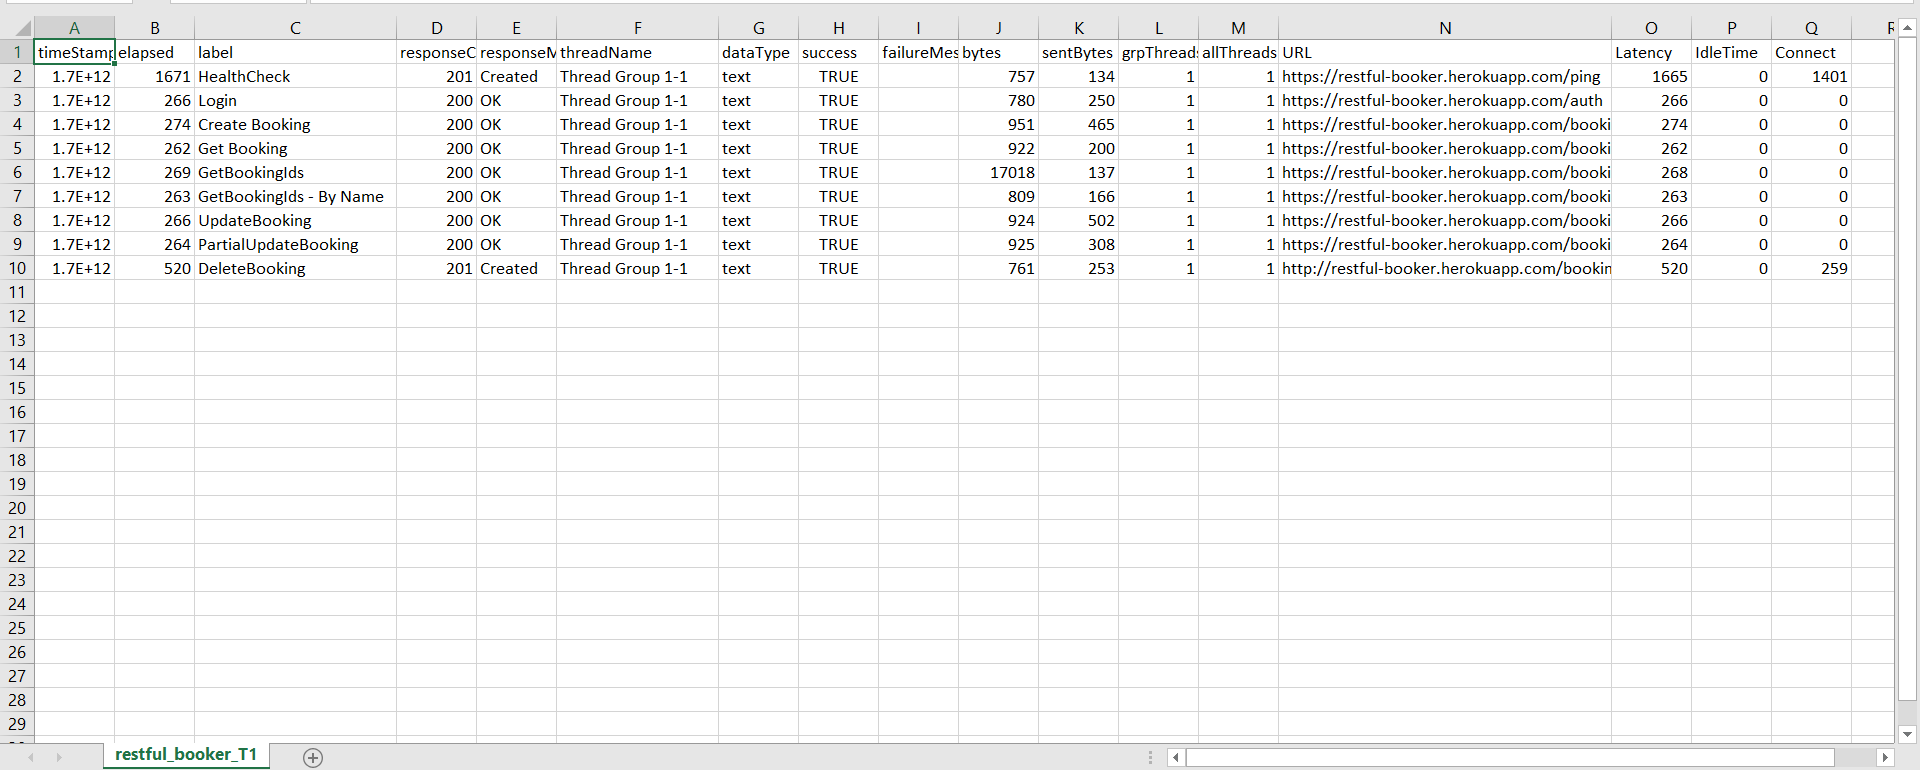 A B C D E F G H I J K L M N O P Q
1 timeStamp elapsed label responseC responseM threadName dataType success failureMes bytes sentBytes grpThreads allThreads URL Latency IdleTime Connect
2 1.7E+12 1671 HealthCheck 201 Created Thread Group 1-1 text TRUE 757 134 1 1 https://restful-booker.herokuapp.com/ping 1665 0 1401
3 1.7E+12 266 Login 200 OK Thread Group 1-1 text TRUE 780 250 1 1 https://restful-booker.herokuapp.com/auth 266 0 0
4 1.7E+12 274 Create Booking 200 OK Thread Group 1-1 text TRUE 951 465 1 1 https://restful-booker.herokuapp.com/booki 274 0 0
5 1.7E+12 262 Get Booking 200 OK Thread Group 1-1 text TRUE 922 200 1 1 https://restful-booker.herokuapp.com/booki 262 0 0
6 1.7E+12 269 GetBookingIds 200 OK Thread Group 1-1 text TRUE 17018 137 1 1 https://restful-booker.herokuapp.com/booki 268 0 0
7 1.7E+12 263 GetBookingIds - By Name 200 OK Thread Group 1-1 text TRUE 809 166 1 1 https://restful-booker.herokuapp.com/booki 263 0 0
8 1.7E+12 266 UpdateBooking 200 OK Thread Group 1-1 text TRUE 924 502 1 1 https://restful-booker.herokuapp.com/booki 266 0 0
9 1.7E+12 264 PartialUpdateBooking 200 OK Thread Group 1-1 text TRUE 925 308 1 1 https://restful-booker.herokuapp.com/booki 264 0 0
10 1.7E+12 520 DeleteBooking 201 Created Thread Group 1-1 text TRUE 761 253 1 1 http://restful-booker.herokuapp.com/bookin 520 0 259
11
12
13
14
15
16
17
18
19
20
21
22
23
24
25
26
27
28
29
restful_booker_T1